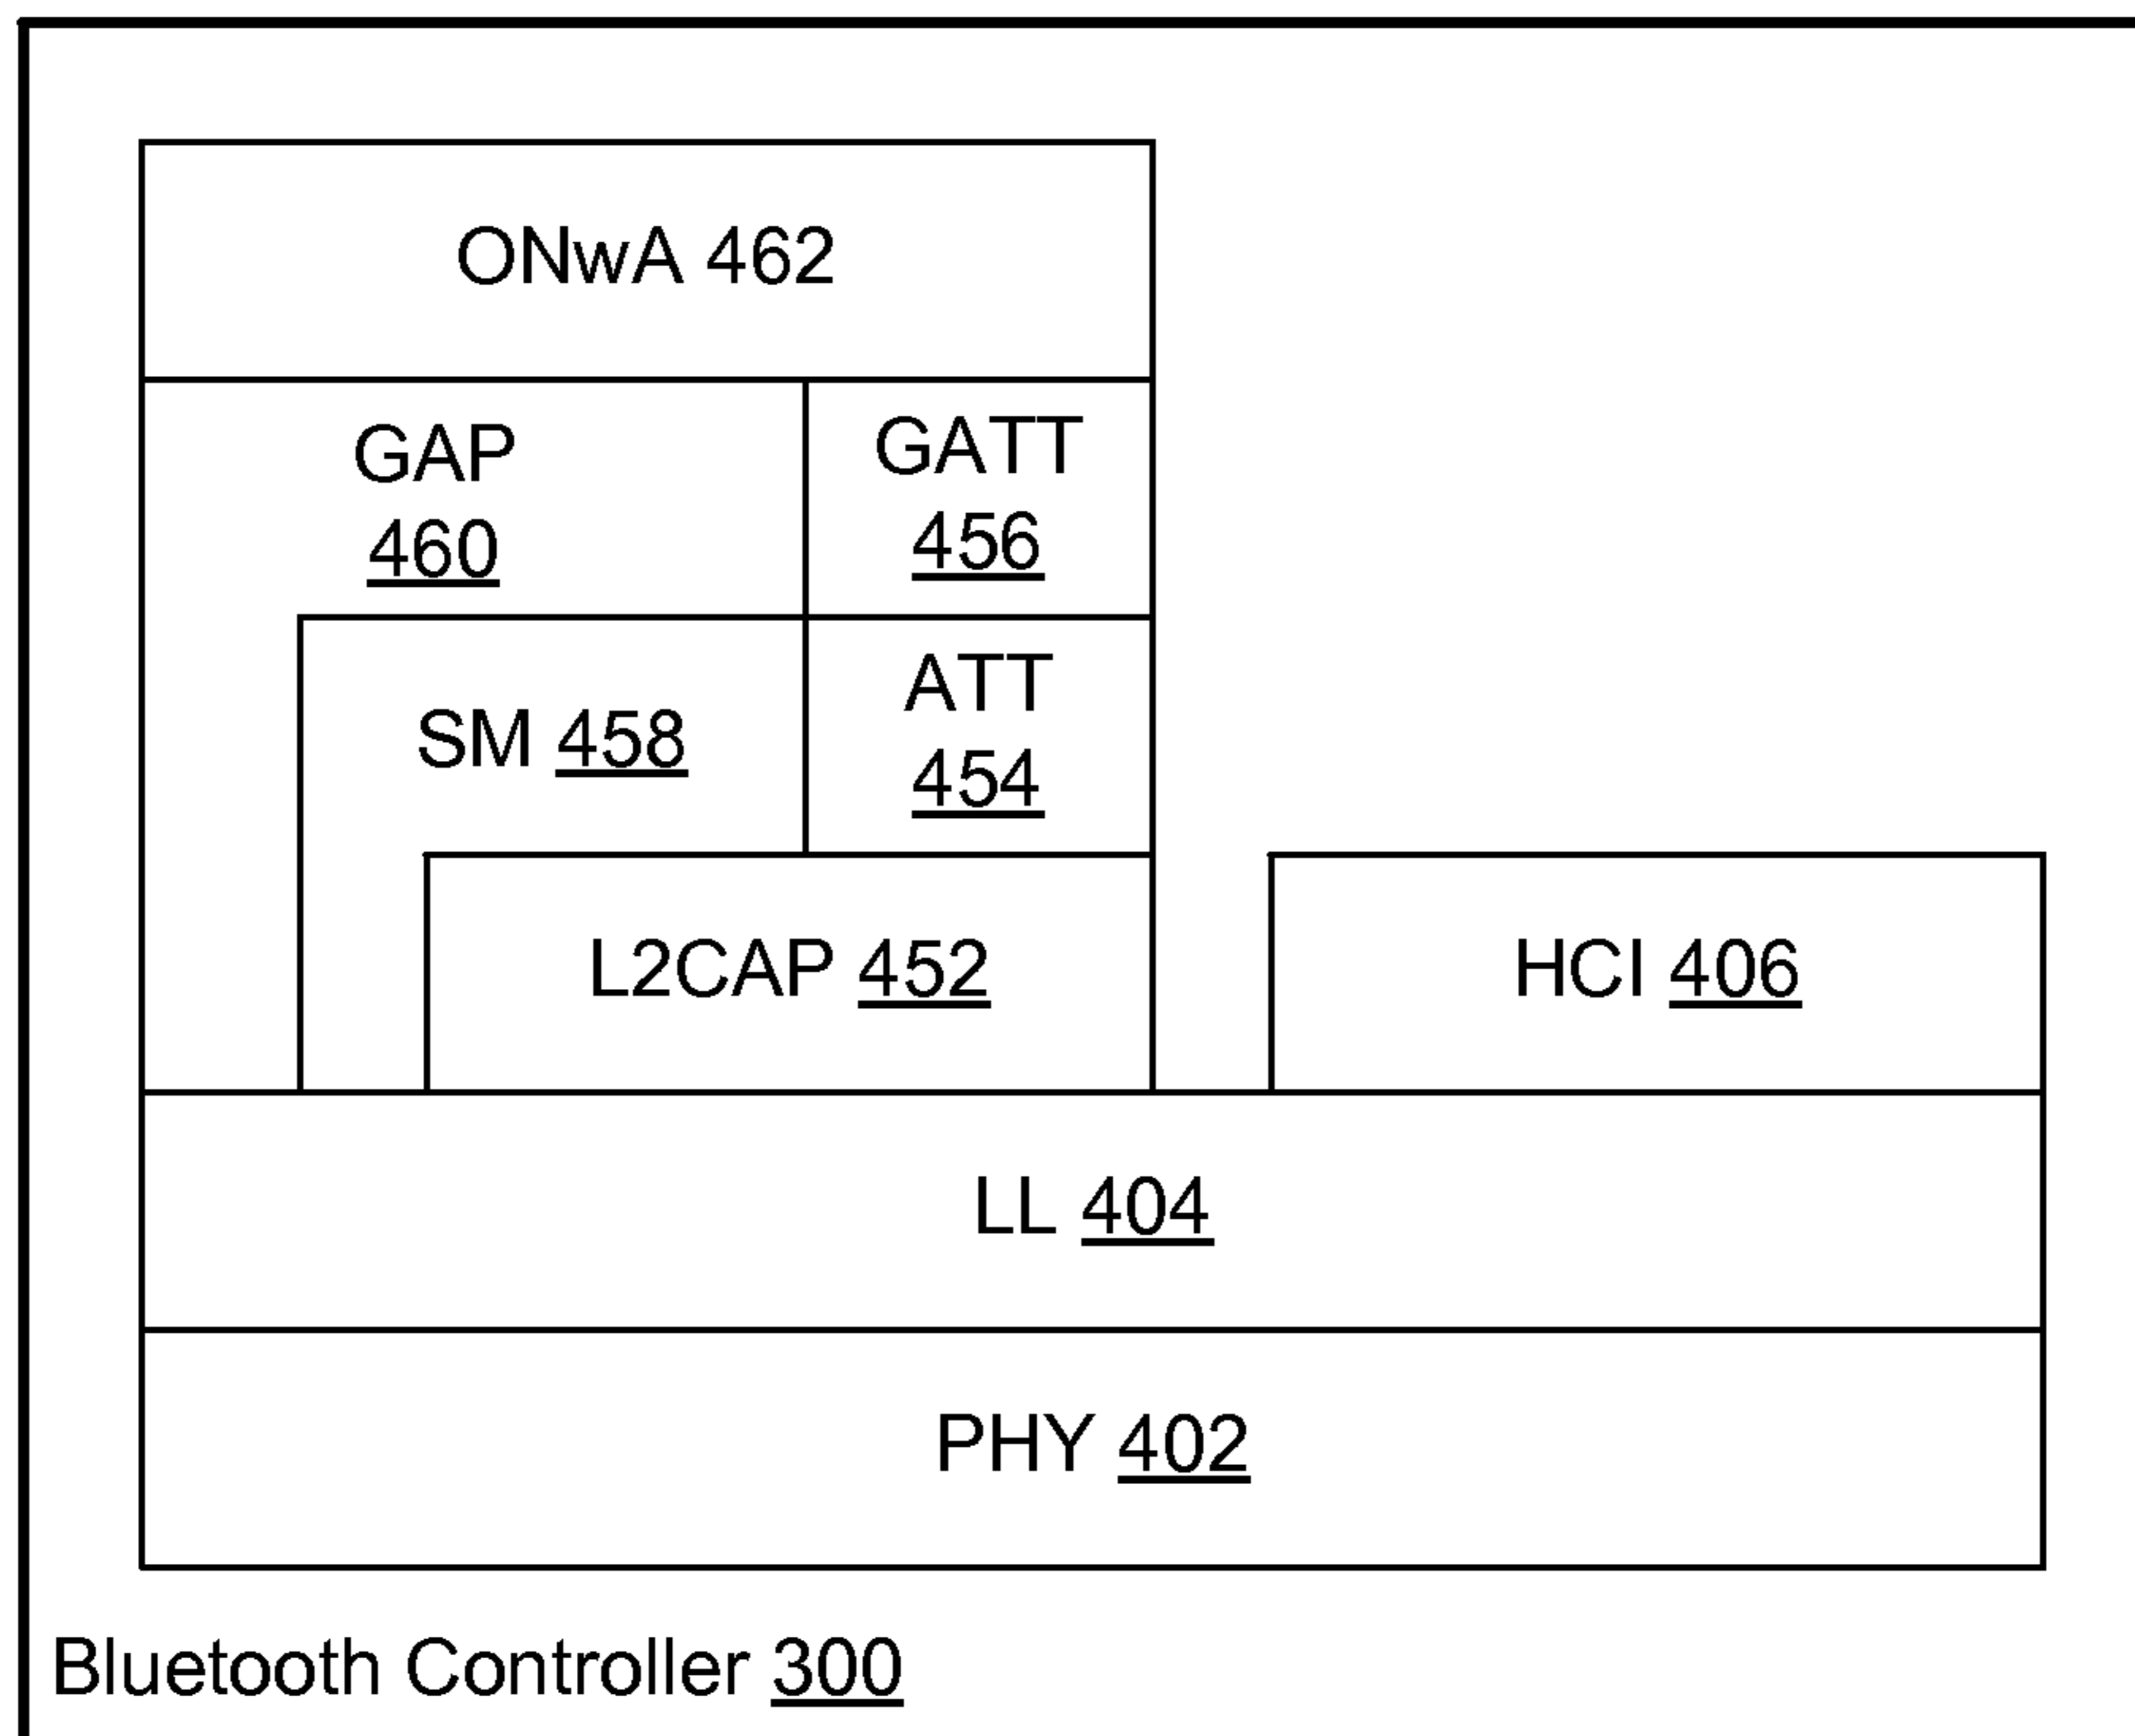 ONwA 462
GAP
460
GATT
456
SM 458
ATT
454
L2CAP 452
HCI 406
LL 404
PHY 402
Bluetooth Controller 300